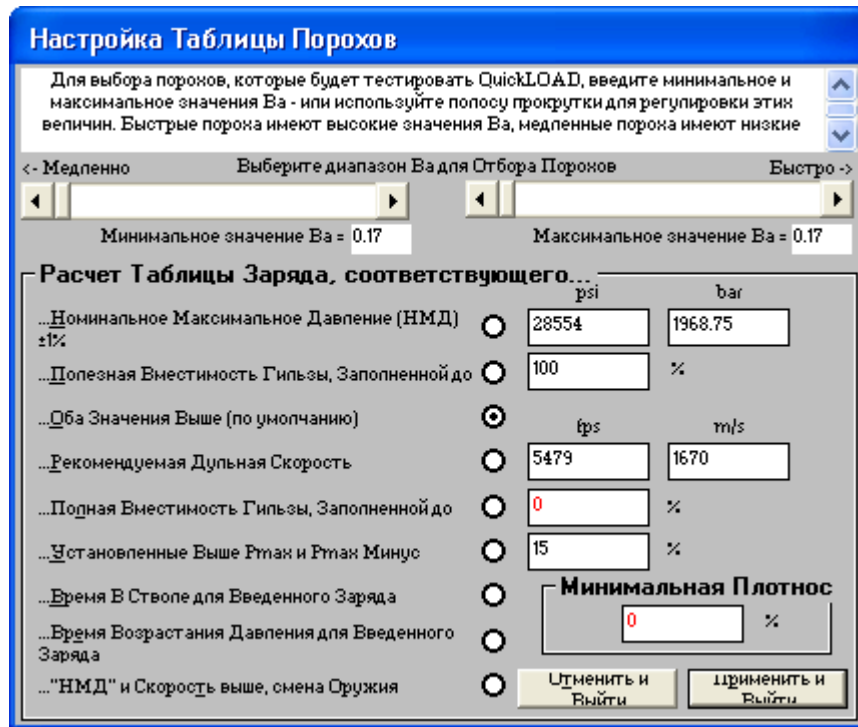 Настройка Таблицы Порохов
Для выбора порохов, которые будет тестировать QuickLOAD, введите минимальное и
максимальное значения Ba - или используйте полосу прокрутки для регулировки этих
величин. Быстрые пороха имеют высокие значения Ba, медленные пороха имеют низкие
<- Медленно Выберите диапазон Ba для Отбора Порохов Быстро ->
Минимальное значение Ba = 0.17 Максимальное значение Ba = 0.17
Расчет Таблицы Заряда, соответствующего...
psi bar
...Номинальное Максимальное Давление (НМД) 28554 1968.75
±1%
...Полезная Вместимость Гильзы, Заполненной до 100 %
...Оба Значения Выше (по умолчанию)
fps m/s
...Рекомендуемая Дульная Скорость 5479 1670
...Полная Вместимость Гильзы, Заполненной до 0 %
...Установленные Выше Pmax и Pmax Минус 15 %
...Время В Стволе для Введенного Заряда
Минимальная Плотнос
0 %
...Время Возрастания Давления для Введенного
Заряда
..."НМД" и Скорость выше, смена Оружия
Отменить и
Выйти
Применить и
Выйти